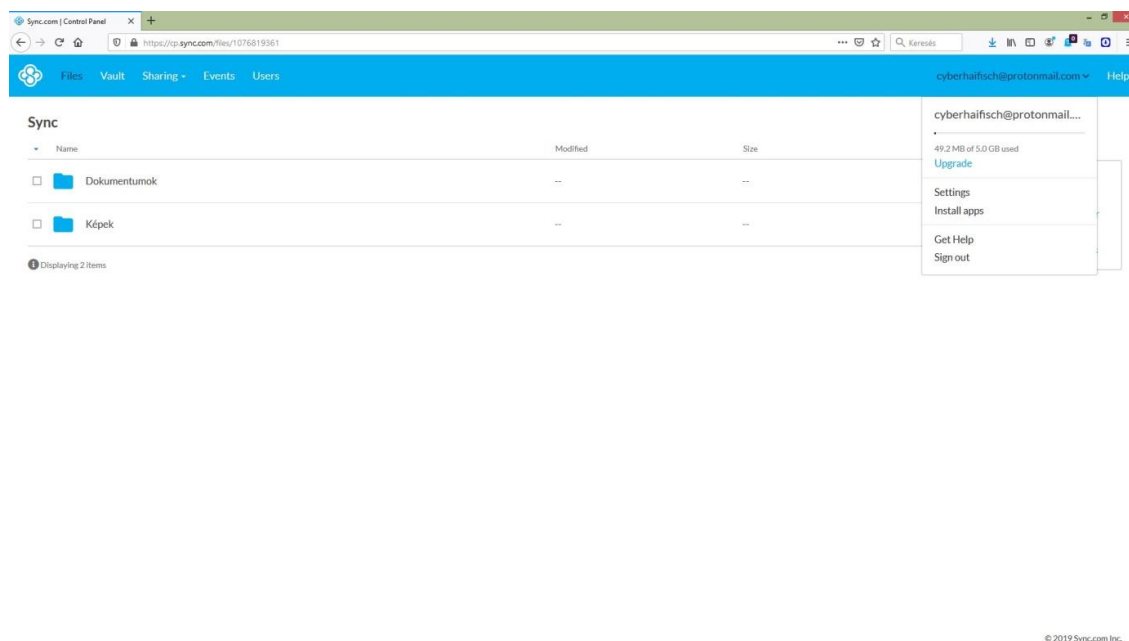 Sync.com | Control Panel
https://cp.sync.com/files/1076819361
Keresés
Files Vault Sharing Events Users cyberhaifisch@protonmail.com Help
Sync
Name Modified Size
Dokumentumok -- --
Képek -- --
Displaying 2 items
cyberhaifisch@protonmail....
49.2 MB of 5.0 GB used
Upgrade
Settings
Install apps
Get Help
Sign out
© 2019 Sync.com Inc.